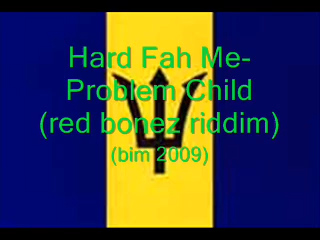 Hard Fah Me-
Problem Child
(red bonez riddim)
(bim 2009)